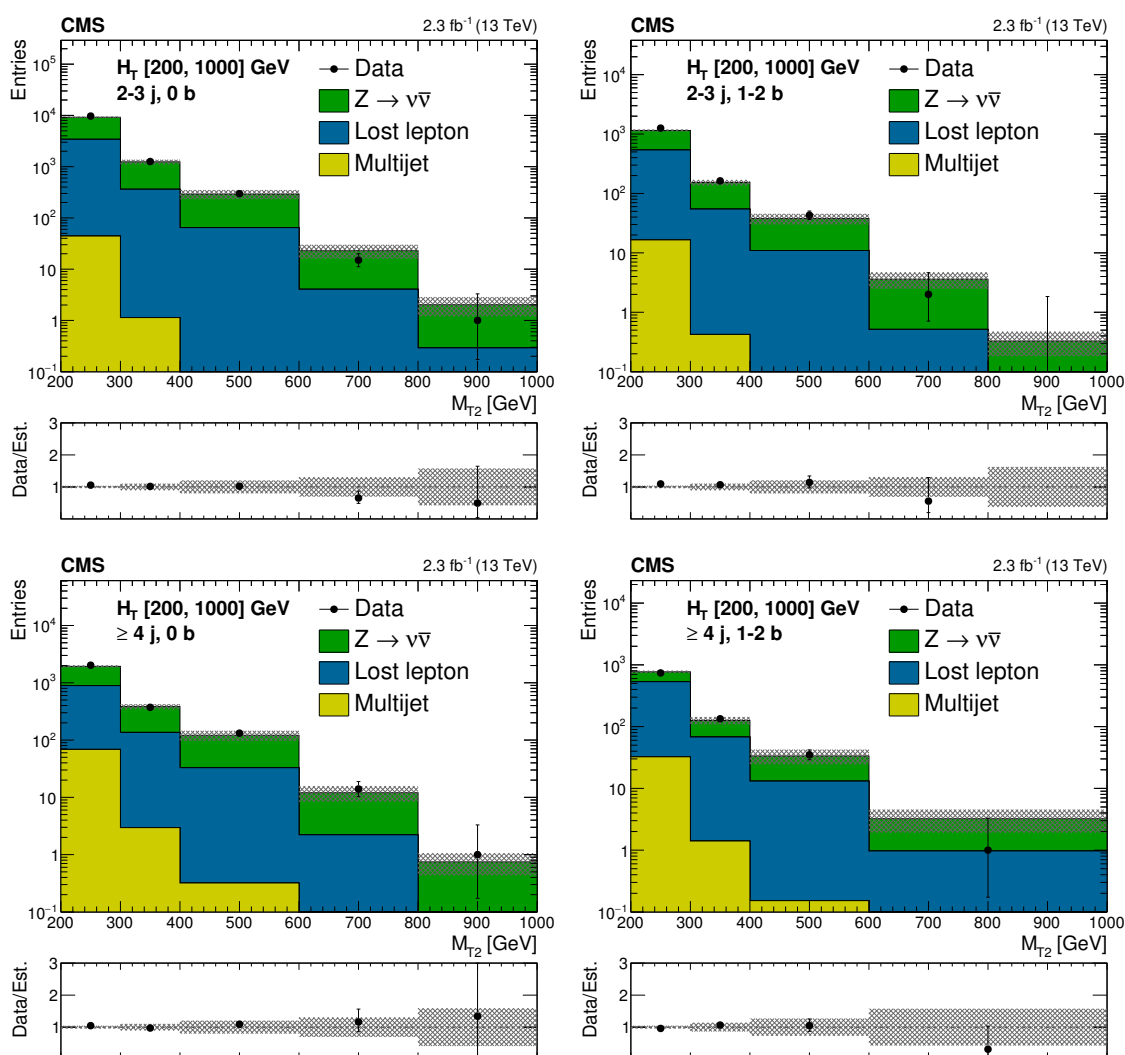 CMS 2.3 fb⁻¹ (13 TeV)
Entries
H_T [200, 1000] GeV
2-3 j, 0 b
Data
Z → νν̅
Lost lepton
Multijet
10⁵
10⁴
10³
10²
10
1
10⁻¹
200 300 400 500 600 700 800 900 1000
M_T2 [GeV]
Data/Est.
3
2
1
CMS 2.3 fb⁻¹ (13 TeV)
Entries
H_T [200, 1000] GeV
2-3 j, 1-2 b
Data
Z → νν̅
Lost lepton
Multijet
10⁴
10³
10²
10
1
10⁻¹
200 300 400 500 600 700 800 900 1000
M_T2 [GeV]
Data/Est.
3
2
1
CMS 2.3 fb⁻¹ (13 TeV)
Entries
H_T [200, 1000] GeV
≥ 4 j, 0 b
Data
Z → νν̅
Lost lepton
Multijet
10⁴
10³
10²
10
1
10⁻¹
200 300 400 500 600 700 800 900 1000
M_T2 [GeV]
Data/Est.
3
2
1
CMS 2.3 fb⁻¹ (13 TeV)
Entries
H_T [200, 1000] GeV
≥ 4 j, 1-2 b
Data
Z → νν̅
Lost lepton
Multijet
10⁴
10³
10²
10
1
10⁻¹
200 300 400 500 600 700 800 900 1000
M_T2 [GeV]
Data/Est.
3
2
1